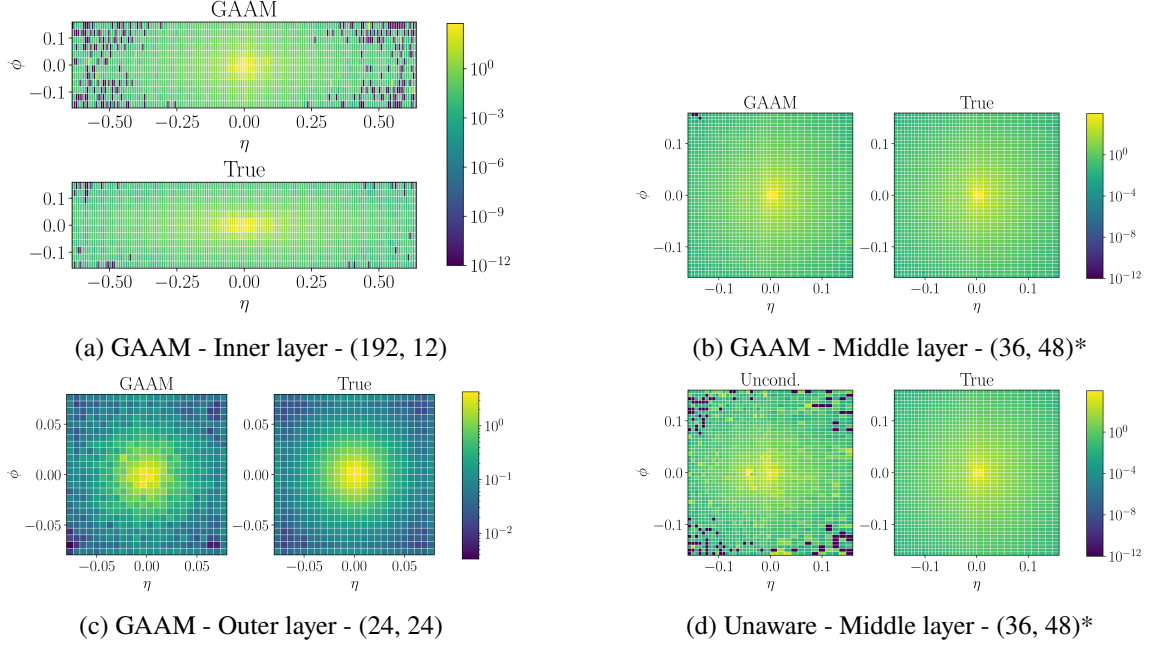 GAAM
0.1
0.0
−0.1
ϕ
−0.50 −0.25 0.00 0.25 0.50
η
True
0.1
0.0
−0.1
ϕ
−0.50 −0.25 0.00 0.25 0.50
η
10⁰
10⁻³
10⁻⁶
10⁻⁹
10⁻¹²
(a) GAAM - Inner layer - (192, 12)
GAAM True
0.1 0.1
0.0 0.0
−0.1 −0.1
ϕ
−0.1 0.0 0.1 −0.1 0.0 0.1
η η
10⁰
10⁻⁴
10⁻⁸
10⁻¹²
(b) GAAM - Middle layer - (36, 48)*
GAAM True
0.05 0.05
0.00 0.00
−0.05 −0.05
ϕ
−0.05 0.00 0.05 −0.05 0.00 0.05
η η
10⁰
10⁻¹
10⁻²
(c) GAAM - Outer layer - (24, 24)
Uncond. True
0.1 0.1
0.0 0.0
−0.1 −0.1
ϕ
−0.1 0.0 0.1 −0.1 0.0 0.1
η η
10⁰
10⁻⁴
10⁻⁸
10⁻¹²
(d) Unaware - Middle layer - (36, 48)*